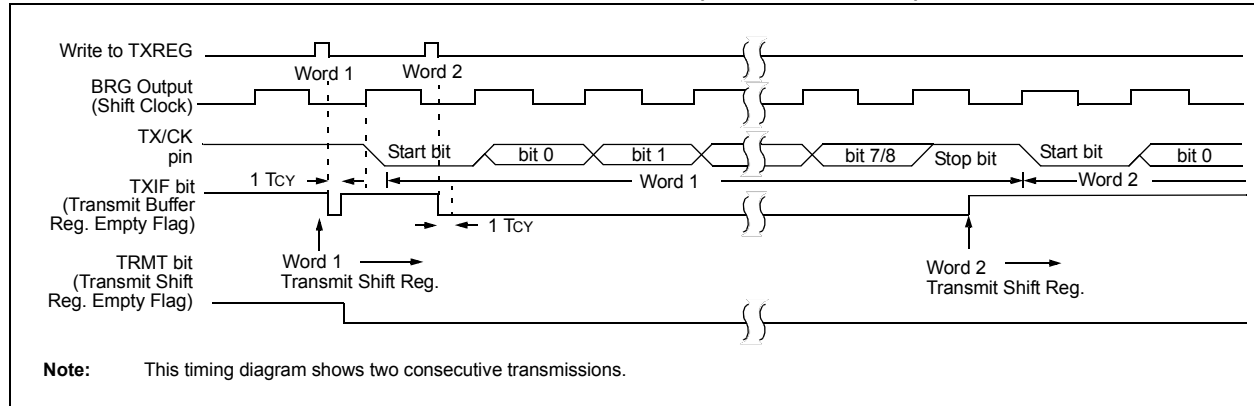 Write to TXREG
Word 1 Word 2
BRG Output
(Shift Clock)
TX/CK
pin
Start bit bit 0 bit 1 bit 7/8 Stop bit Start bit bit 0
1 TCY Word 1 Word 2
TXIF bit
(Transmit Buffer
Reg. Empty Flag)
1 TCY
Word 1
Transmit Shift Reg.
Word 2
Transmit Shift Reg.
TRMT bit
(Transmit Shift
Reg. Empty Flag)
Note: This timing diagram shows two consecutive transmissions.